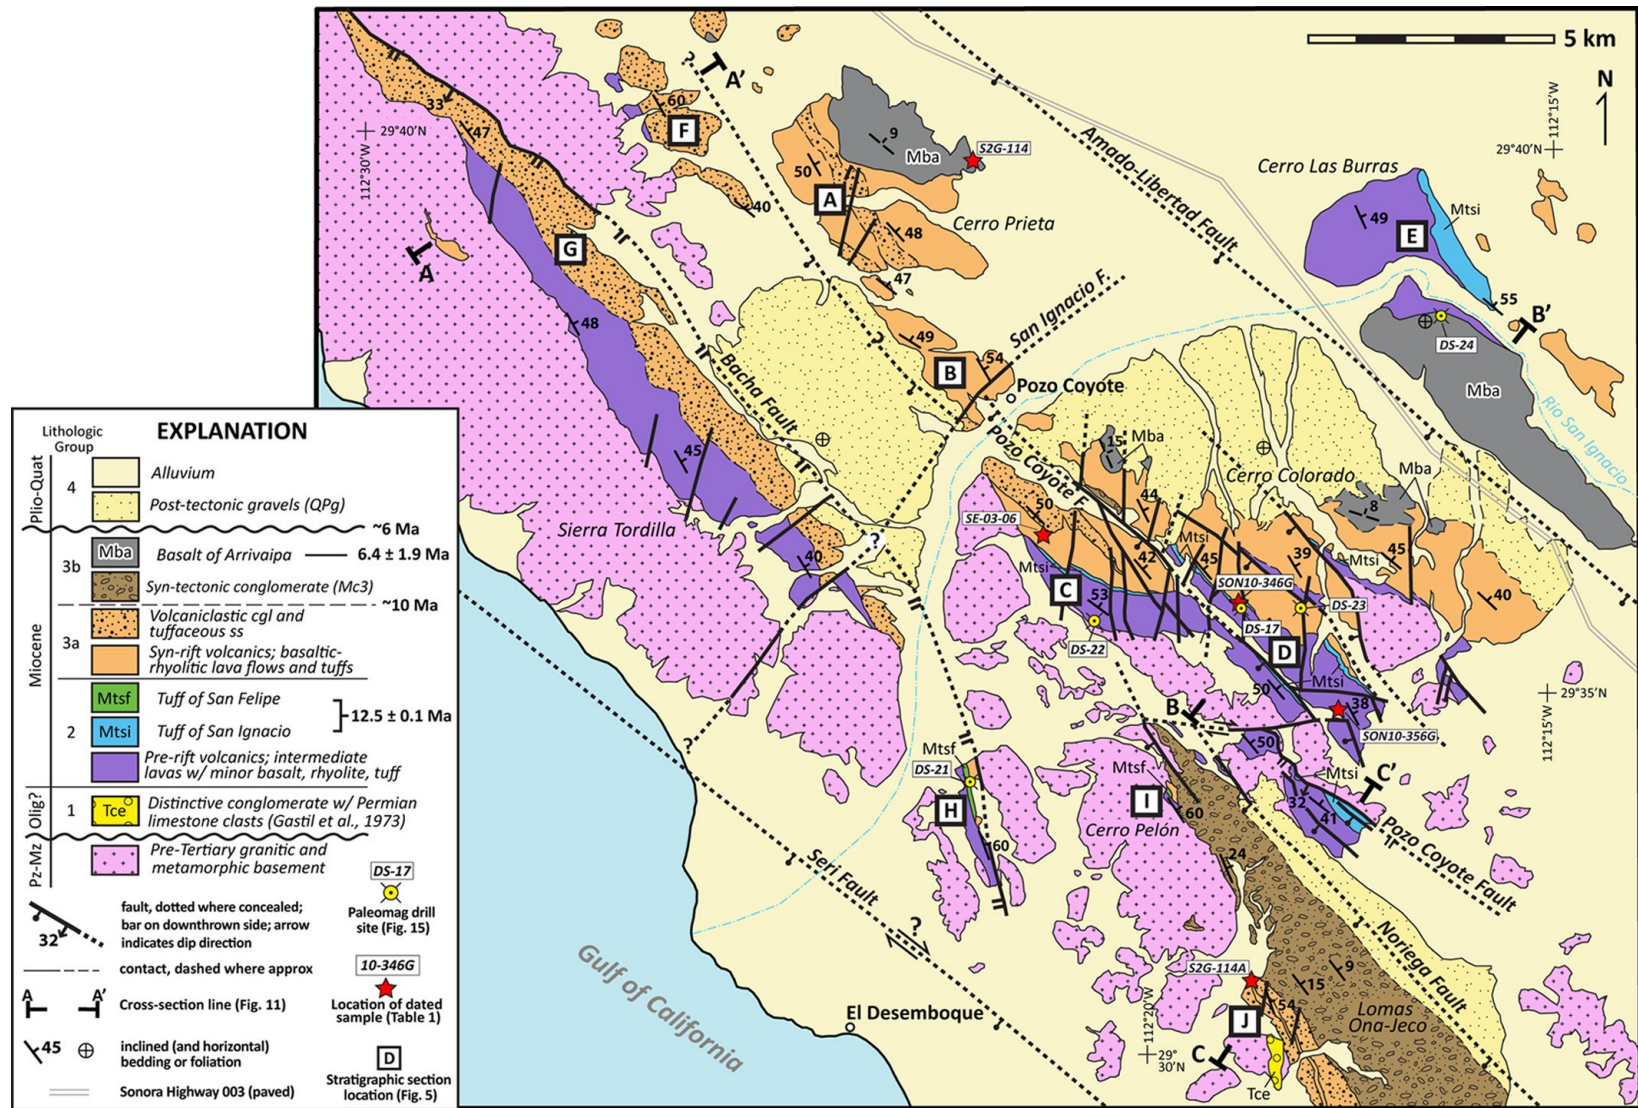 5 km
N
112°15'W
29°40'N
112°30'W
29°40'N
A'
?
33
47
60
F
9
Mba
S2G-114
50
A
40
48
Cerro Prieta
47
Amado-Libertad Fault
Cerro Las Burras
49
E
Mtsi
55
B'
DS-24
Mba
Rio San Ignacio
A
G
48
Bacha Fault
?
49
B
54
San Ignacio F.
Pozo Coyote
Pozo Coyote F.
15
Mba
Cerro Colorado
Mba
8
45
Sierra Tordilla
40
?
?
SE-03-06
50
44
Mtsi
42
45
39
Mtsi
45
SON10-346G
Mtsi
C
53
DS-22
DS-17
DS-23
40
D
Mtsi
50
38
SON10-356G
29°35'N
112°15'W
B
50
Mtsi
C'
32
41
Pozo Coyote Fault
Mtsf
DS-21
H
60
Mtsf
I
60
Cerro Pelón
24
Seri Fault
?
Noriega Fault
9
15
S2G-114A
54
Lomas
Ona-Jeco
J
C
Tce
112°20'W
29°
30'N
El Desemboque
Gulf of California
EXPLANATION
Lithologic
Group
Plio-Quat
4
Alluvium
Post-tectonic gravels (QPg)
~6 Ma
Miocene
3b
Mba
Basalt of Arrivaipa
6.4 ± 1.9 Ma
Syn-tectonic conglomerate (Mc3)
~10 Ma
3a
Volcaniclastic cgl and
tuffaceous ss
Syn-rift volcanics; basaltic-
rhyolitic lava flows and tuffs
2
Mtsf
Tuff of San Felipe
12.5 ± 0.1 Ma
Mtsi
Tuff of San Ignacio
Pre-rift volcanics; intermediate
lavas w/ minor basalt, rhyolite, tuff
Olig?
1
Tce
Distinctive conglomerate w/ Permian
limestone clasts (Gastil et al., 1973)
Pz-Mz
Pre-Tertiary granitic and
metamorphic basement
32
fault, dotted where concealed;
bar on downthrown side; arrow
indicates dip direction
contact, dashed where approx
A
A'
Cross-section line (Fig. 11)
45
inclined (and horizontal)
bedding or foliation
Sonora Highway 003 (paved)
DS-17
Paleomag drill
site (Fig. 15)
10-346G
Location of dated
sample (Table 1)
D
Stratigraphic section
location (Fig. 5)